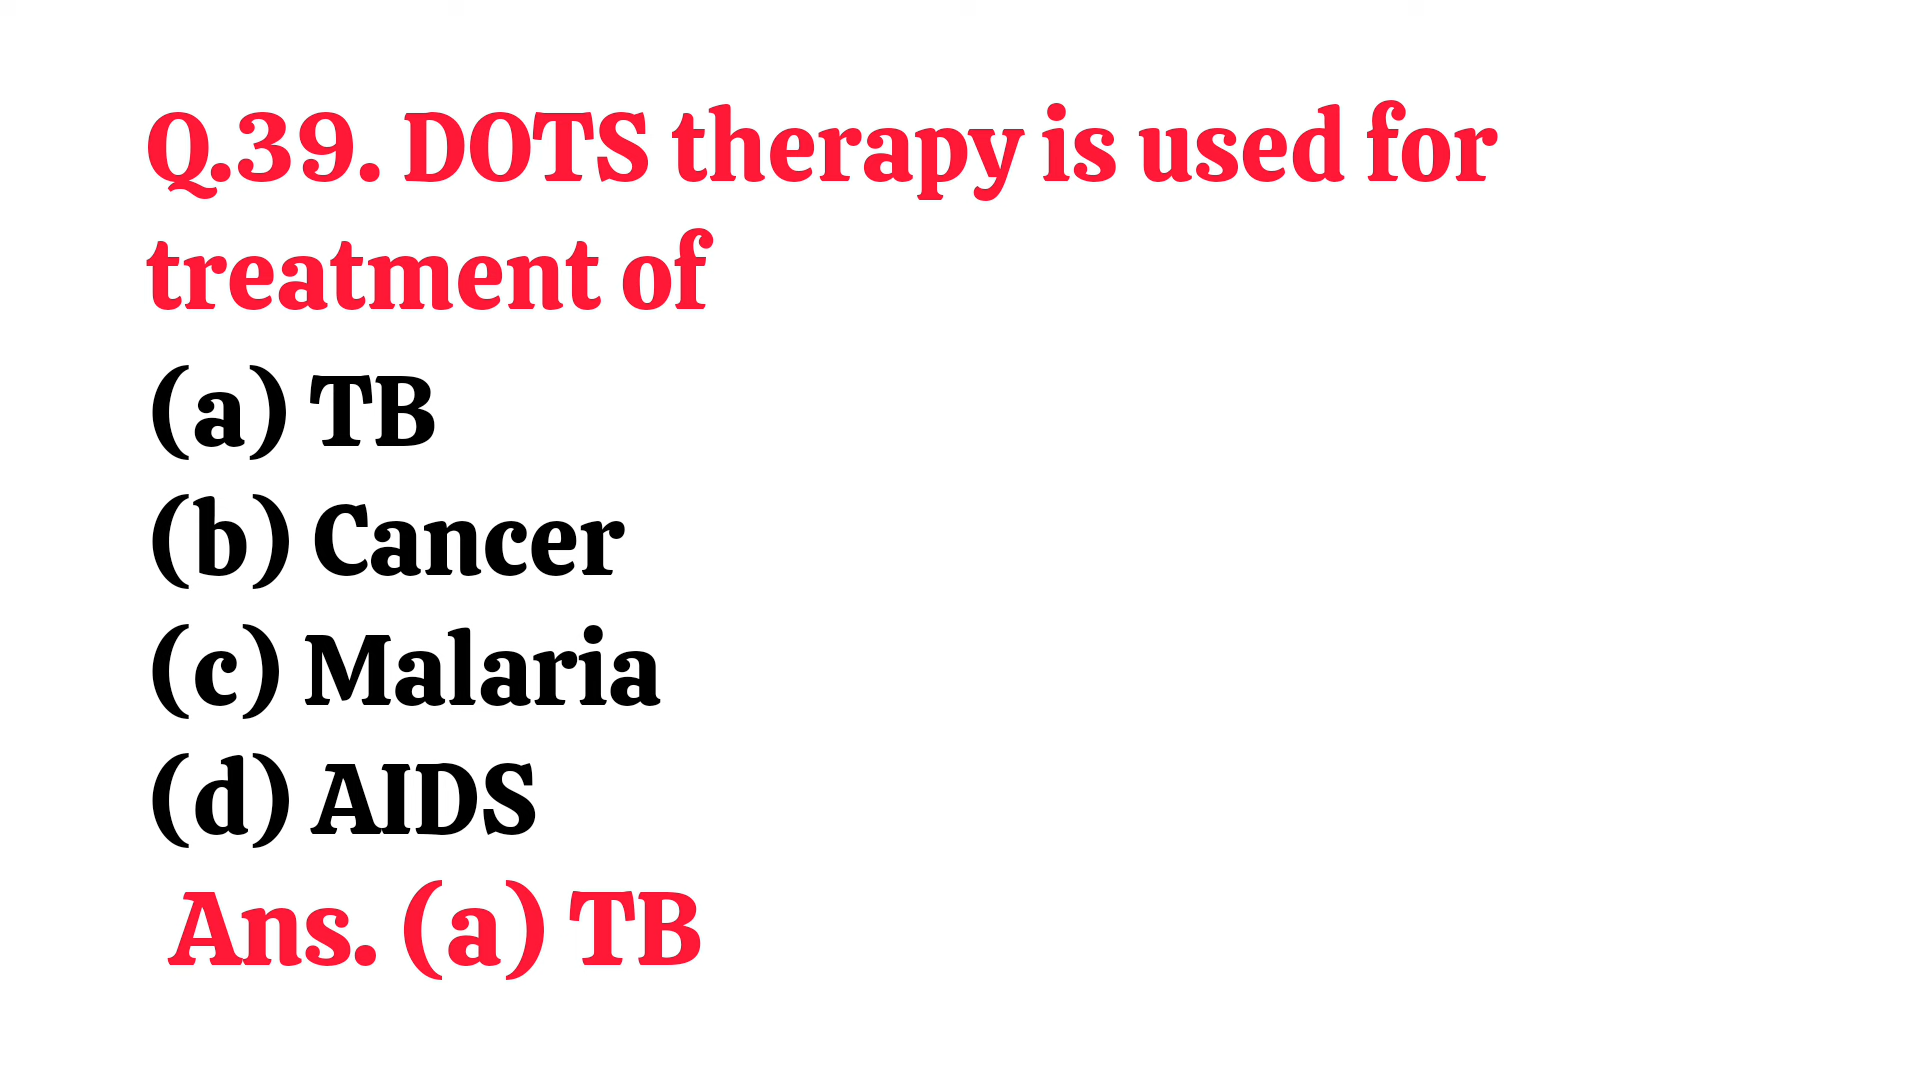 Q.39. DOTS therapy is used for
treatment of
(a) TB
(b) Cancer
(c) Malaria
(d) AIDS
Ans. (a) TB